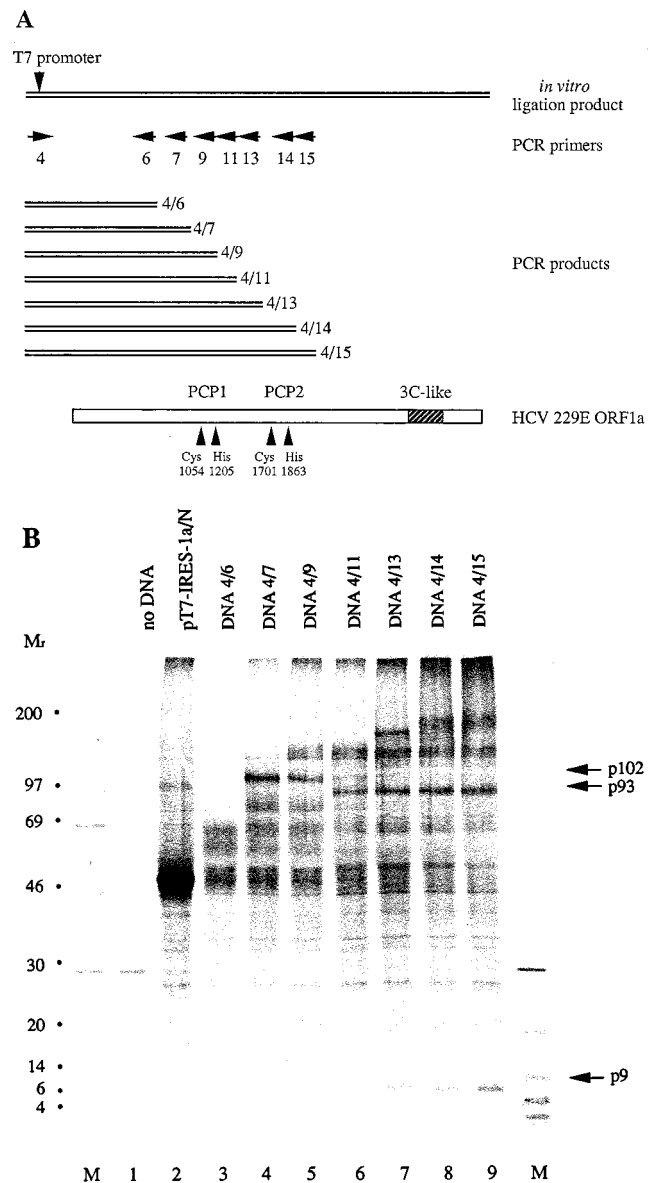 A
T7 promoter
in vitro
ligation product
PCR primers
4 6 7 9 11 13 14 15
4/6
4/7
4/9
4/11
PCR products
4/13
4/14
4/15
PCP1 PCP2 3C-like
HCV 229E ORF1a
Cys His Cys His
1054 1205 1701 1863
B
no DNA
pT7-IRES-1a/N
DNA 4/6
DNA 4/7
DNA 4/9
DNA 4/11
DNA 4/13
DNA 4/14
DNA 4/15
Mr
200
p102
97
p93
69
46
30
20
14
p9
6
4
M 1 2 3 4 5 6 7 8 9 M